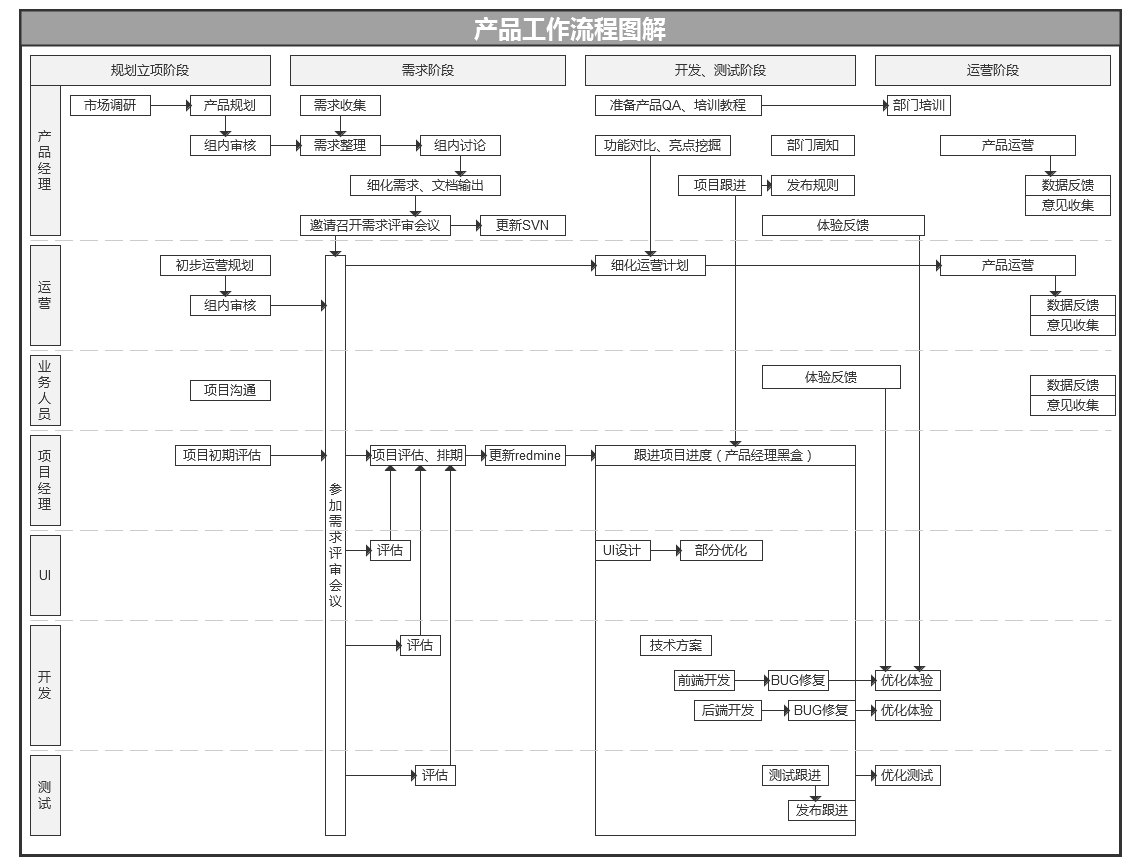 产品工作流程图解
规划立项阶段
需求阶段
开发、测试阶段
运营阶段
产品经理
市场调研
产品规划
需求收集
准备产品QA、培训教程
部门培训
组内审核
需求整理
组内讨论
功能对比、亮点挖掘
部门周知
产品运营
细化需求、文档输出
项目跟进
发布规则
数据反馈
意见收集
邀请召开需求评审会议
更新SVN
体验反馈
运营
初步运营规划
细化运营计划
产品运营
组内审核
数据反馈
意见收集
业务人员
项目沟通
体验反馈
数据反馈
意见收集
项目经理
项目初期评估
参加需求评审会议
项目评估、排期
更新redmine
跟进项目进度（产品经理黑盒）
UI
评估
UI设计
部分优化
开发
评估
技术方案
前端开发
BUG修复
优化体验
后端开发
BUG修复
优化体验
测试
评估
测试跟进
优化测试
发布跟进